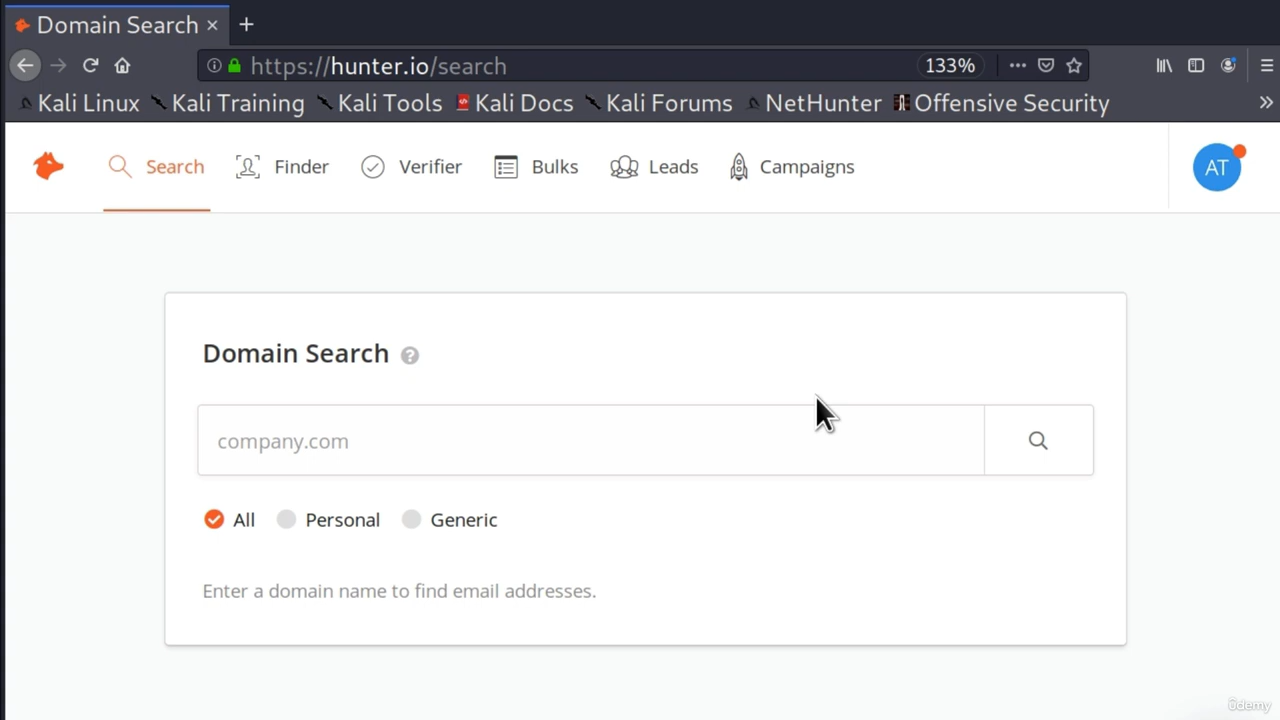 Domain Search
https://hunter.io/search
133%
Kali Linux
Kali Training
Kali Tools
Kali Docs
Kali Forums
NetHunter
Offensive Security
Search
Finder
Verifier
Bulks
Leads
Campaigns
AT
Domain Search
company.com
All
Personal
Generic
Enter a domain name to find email addresses.
ûdemy